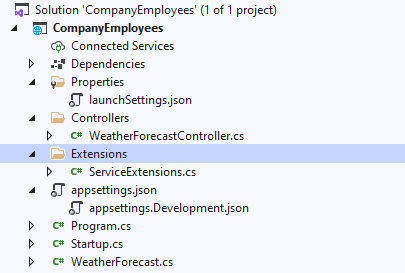 Solution 'CompanyEmployees' (1 of 1 project)
CompanyEmployees
Connected Services
Dependencies
Properties
launchSettings.json
Controllers
C# WeatherForecastController.cs
Extensions
C# ServiceExtensions.cs
appsettings.json
appsettings.Development.json
C# Program.cs
C# Startup.cs
C# WeatherForecast.cs